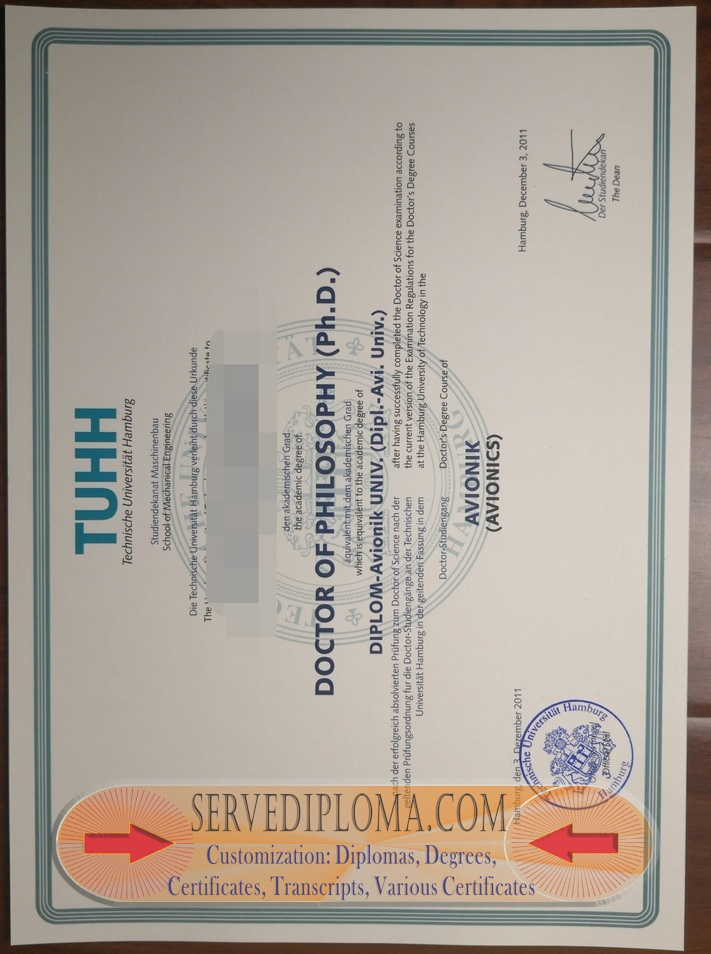 TUHH
Technische Universität Hamburg
Studiendekanat Maschinenbau
School of Mechanical Engineering
Die Technische Universität Hamburg verleiht durch diese Urkunde
The
den akademischen Grad
the academic degree of
DOCTOR OF PHILOSOPHY (Ph.D.)
äquivalent mit dem akademischen Grad
which is equivalent to the academic degree of
DIPLOM-Avionik UNIV. (Dipl.-Avi. Univ.)
nach der erfolgreich absolvierten Prüfung zum Doctor of Science nach der
geltenden Prüfungsordnung für die Doctor-Studiengänge an der Technischen
Universität Hamburg in der geltenden Fassung in dem
after having successfully completed the Doctor of Science examination according to
the current version of the Examination Regulations for the Doctor's Degree Courses
at the Hamburg University of Technology in the
Doctor-Studiengang
Doctor's Degree Course of
AVIONIK
(AVIONICS)
Hamburg, den 3. Dezember 2011
Hamburg, December 3, 2011
Technische Universität Hamburg
Hamburg
Der Studiendekan
The Dean
SERVEDIPLOMA.COM
Customization: Diplomas, Degrees,
Certificates, Transcripts, Various Certificates